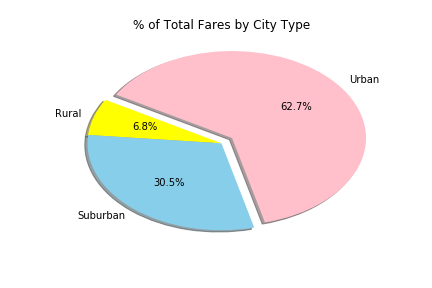 % of Total Fares by City Type
Urban
62.7%
Rural
6.8%
30.5%
Suburban